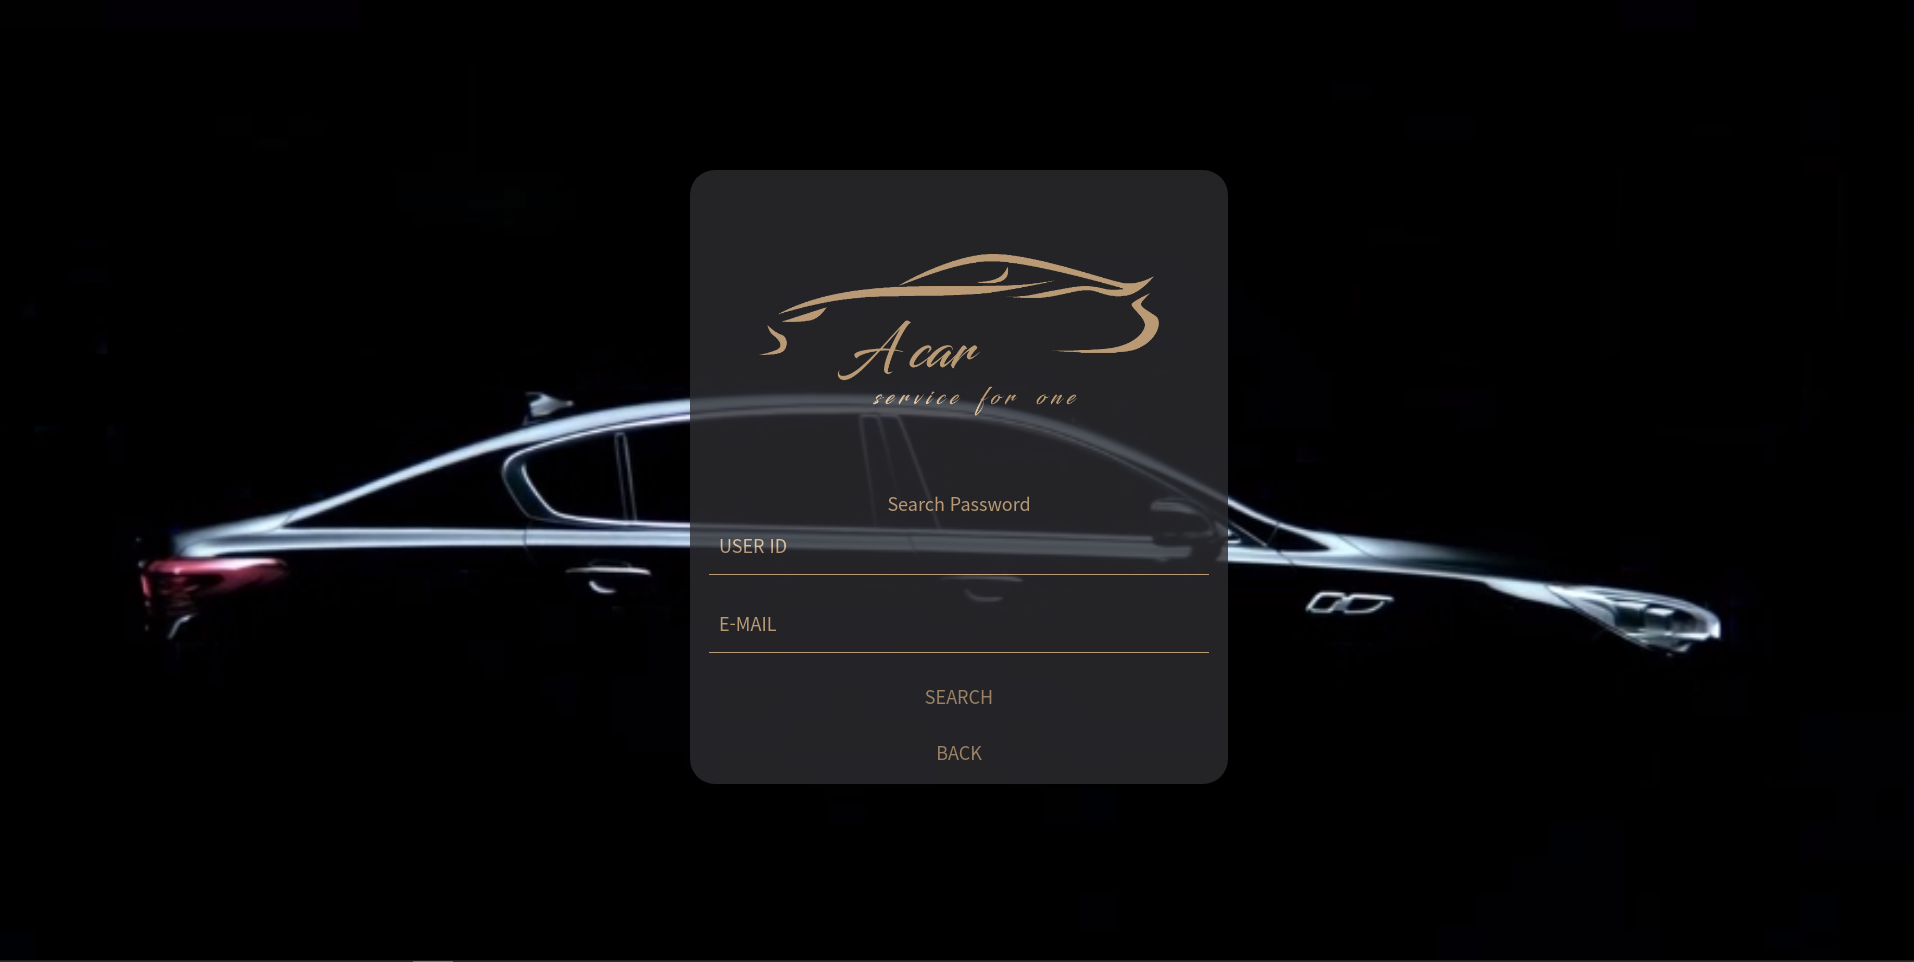 A car
service for one
Search Password
USER ID
E-MAIL
SEARCH
BACK